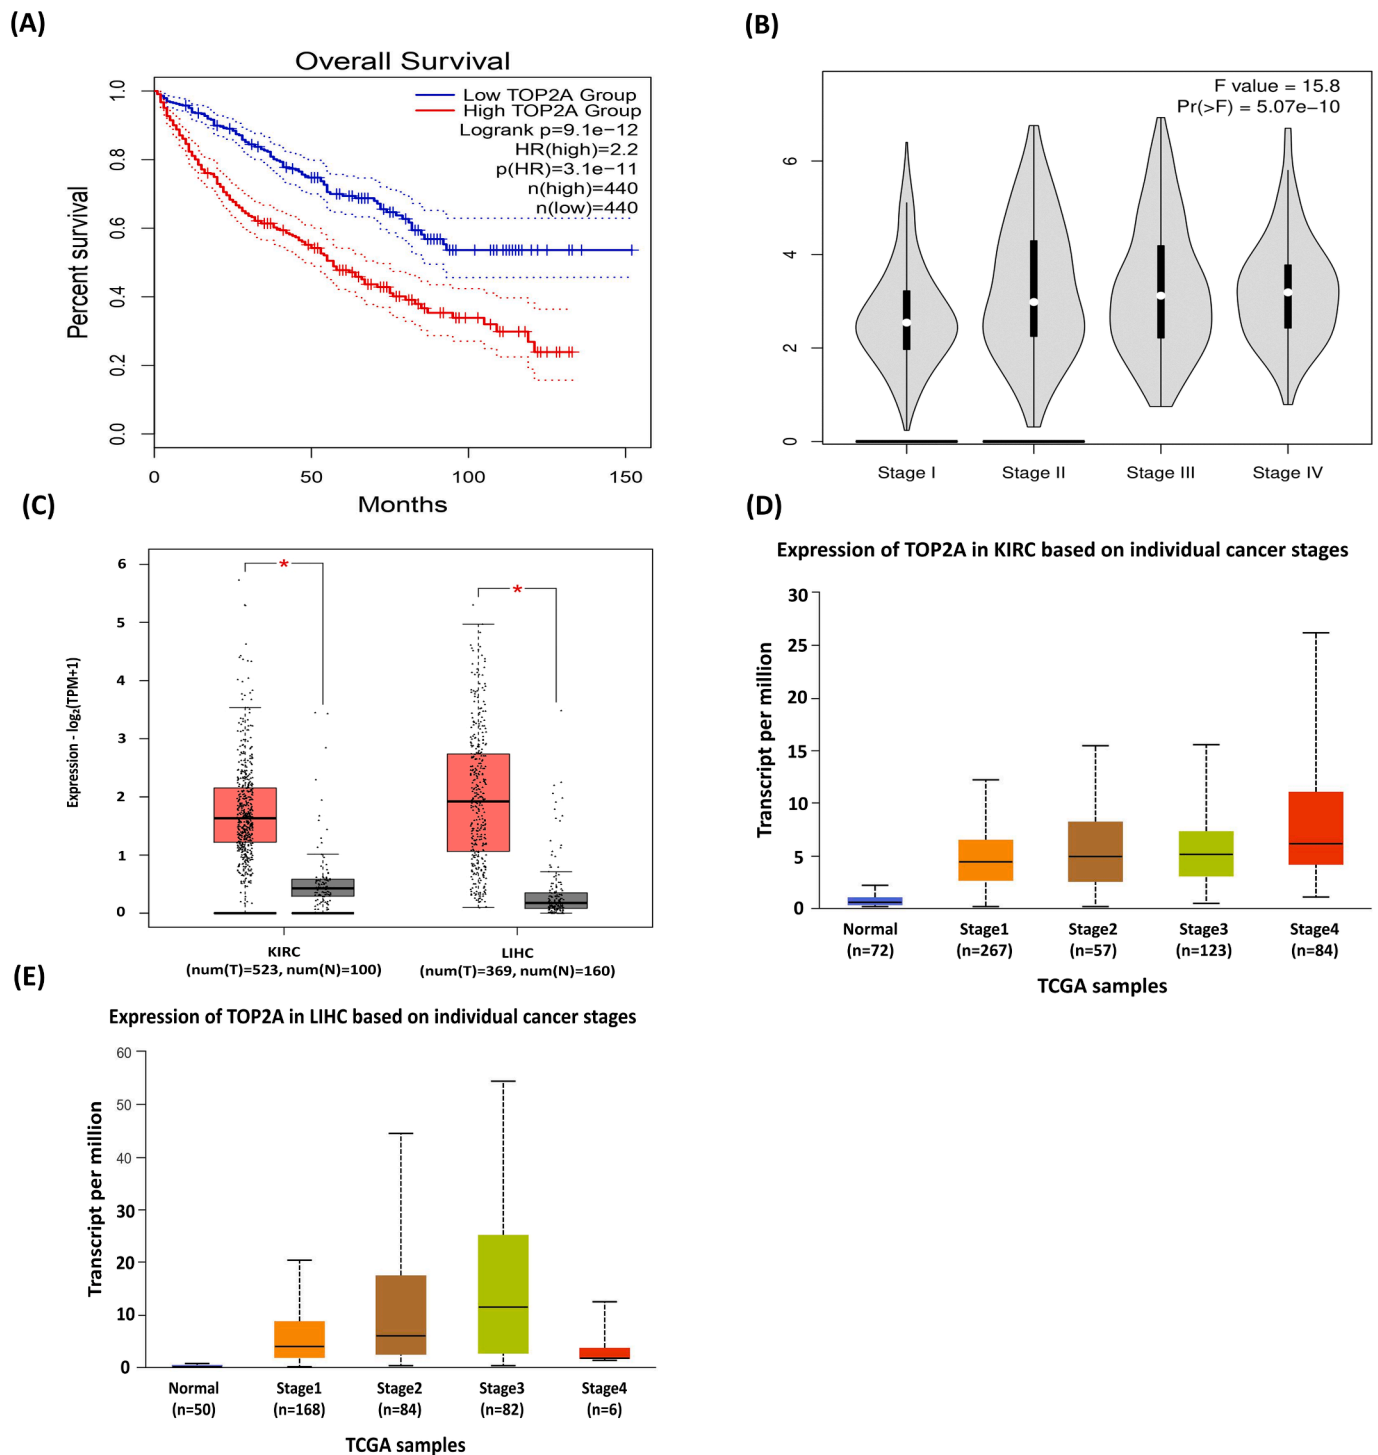 (A)
Overall Survival
Low TOP2A Group
High TOP2A Group
Logrank p=9.1e−12
HR(high)=2.2
p(HR)=3.1e−11
n(high)=440
n(low)=440
Percent survival
1.0
0.8
0.6
0.4
0.2
0.0
0 50 100 150
Months
(B)
F value = 15.8
Pr(>F) = 5.07e−10
6
4
2
0
Stage I Stage II Stage III Stage IV
(C)
Expression - log₂(TPM+1)
6
5
4
3
2
1
0
* *
KIRC LIHC
(num(T)=523, num(N)=100) (num(T)=369, num(N)=160)
(D)
Expression of TOP2A in KIRC based on individual cancer stages
Transcript per million
30
25
20
15
10
5
0
Normal Stage1 Stage2 Stage3 Stage4
(n=72) (n=267) (n=57) (n=123) (n=84)
TCGA samples
(E)
Expression of TOP2A in LIHC based on individual cancer stages
Transcript per million
60
50
40
30
20
10
0
Normal Stage1 Stage2 Stage3 Stage4
(n=50) (n=168) (n=84) (n=82) (n=6)
TCGA samples